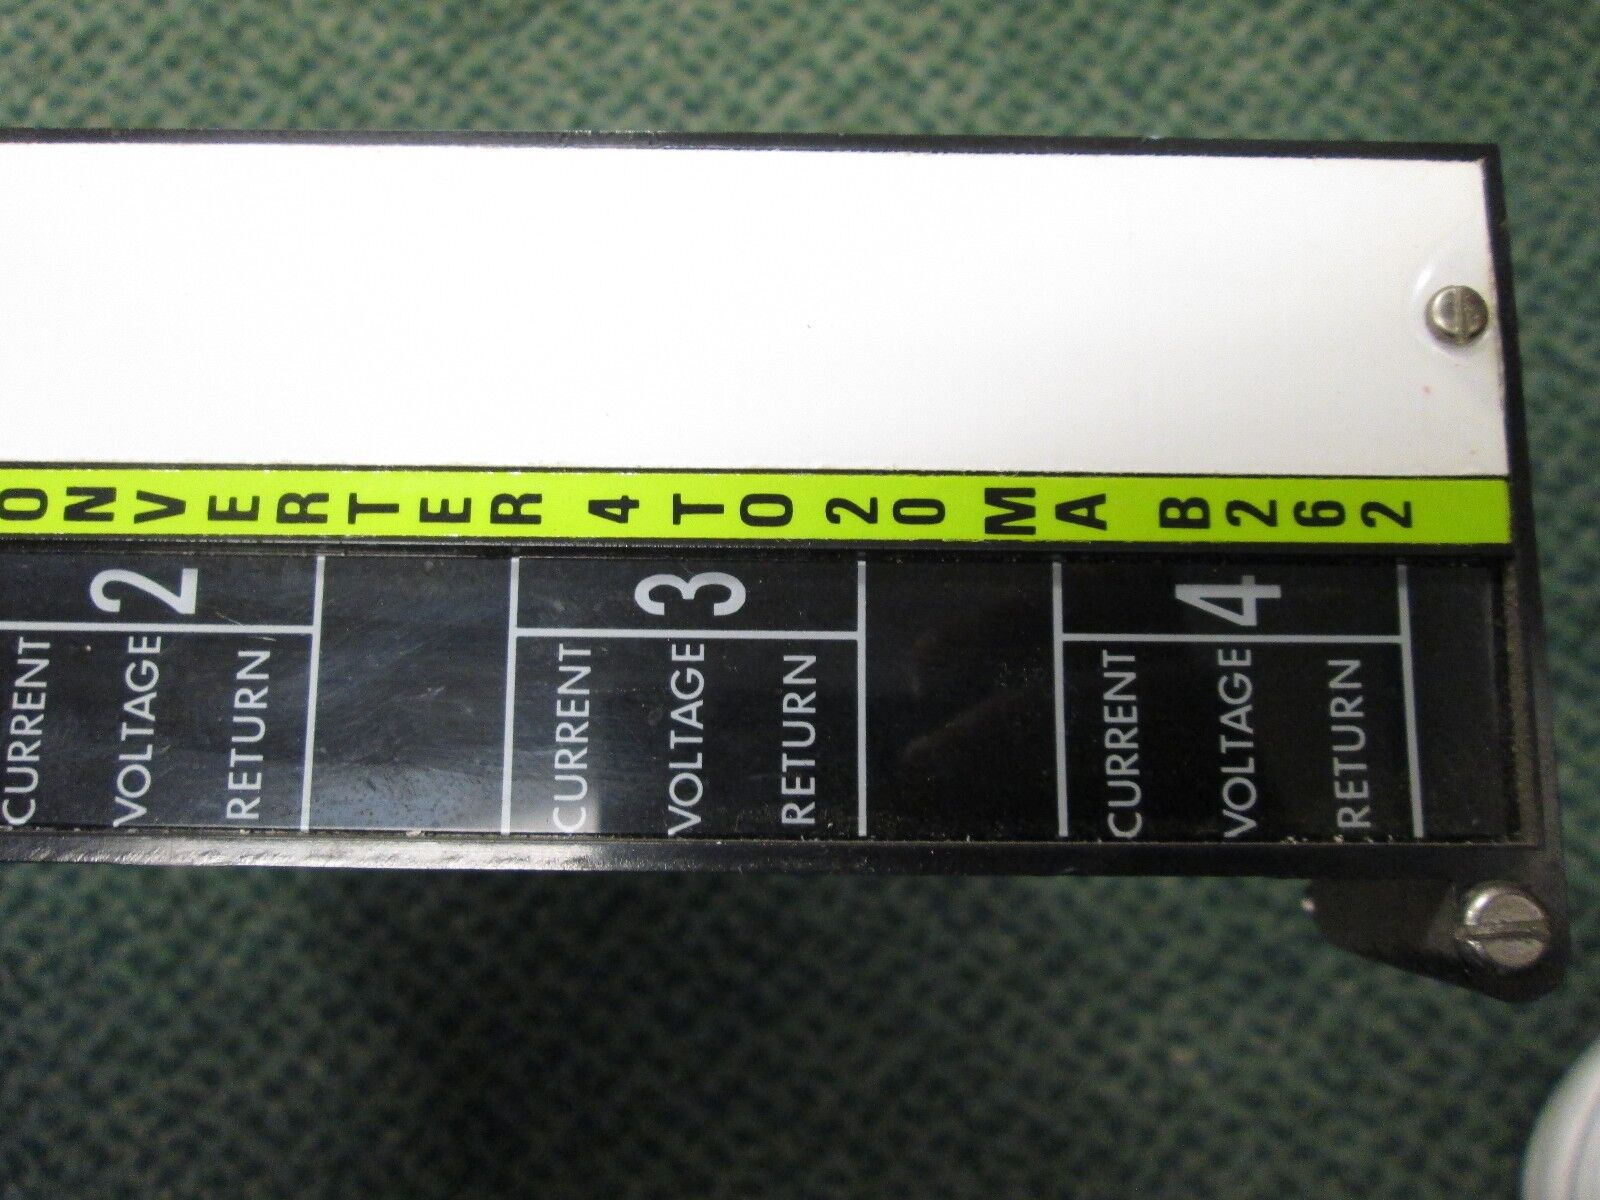 ONVERTER 4 TO 20 MA B262
2
CURRENT
VOLTAGE
RETURN
3
CURRENT
VOLTAGE
RETURN
4
CURRENT
VOLTAGE
RETURN